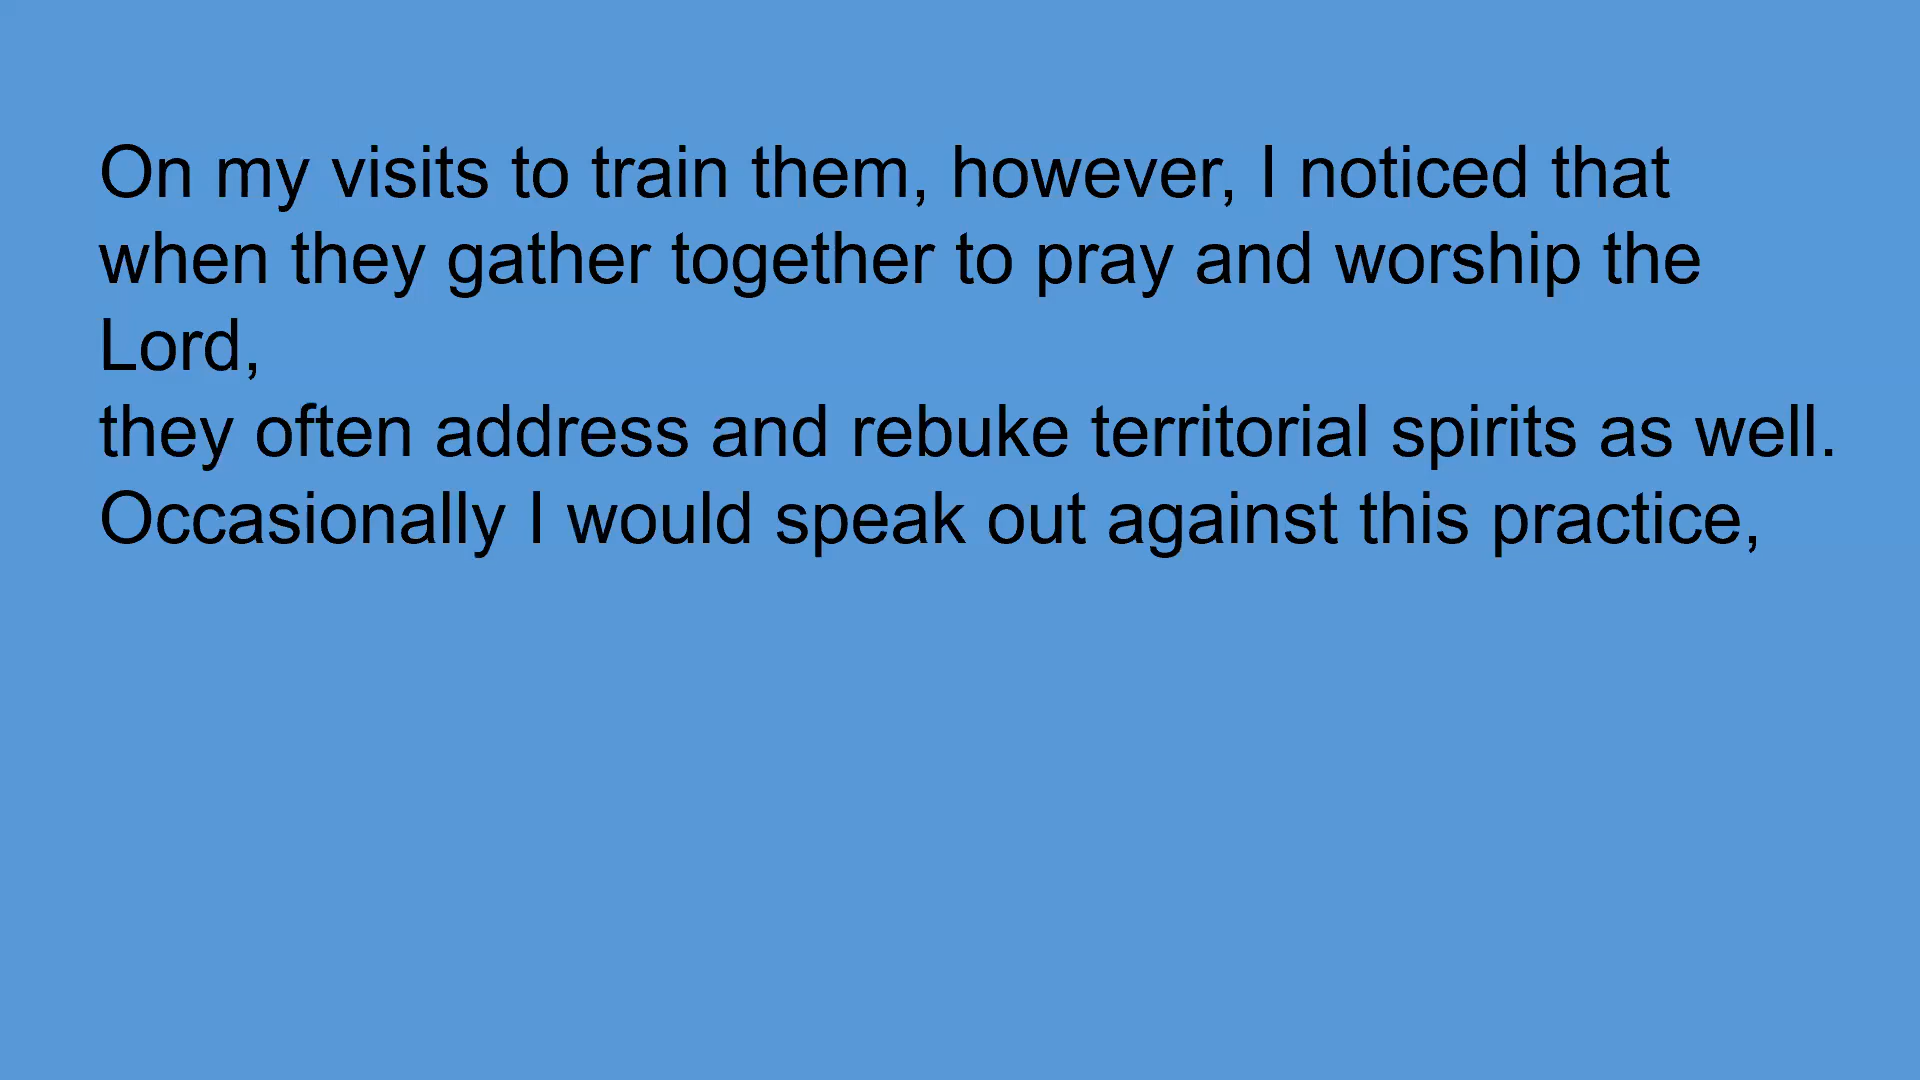 On my visits to train them, however, I noticed that
when they gather together to pray and worship the
Lord,
they often address and rebuke territorial spirits as well.
Occasionally I would speak out against this practice,